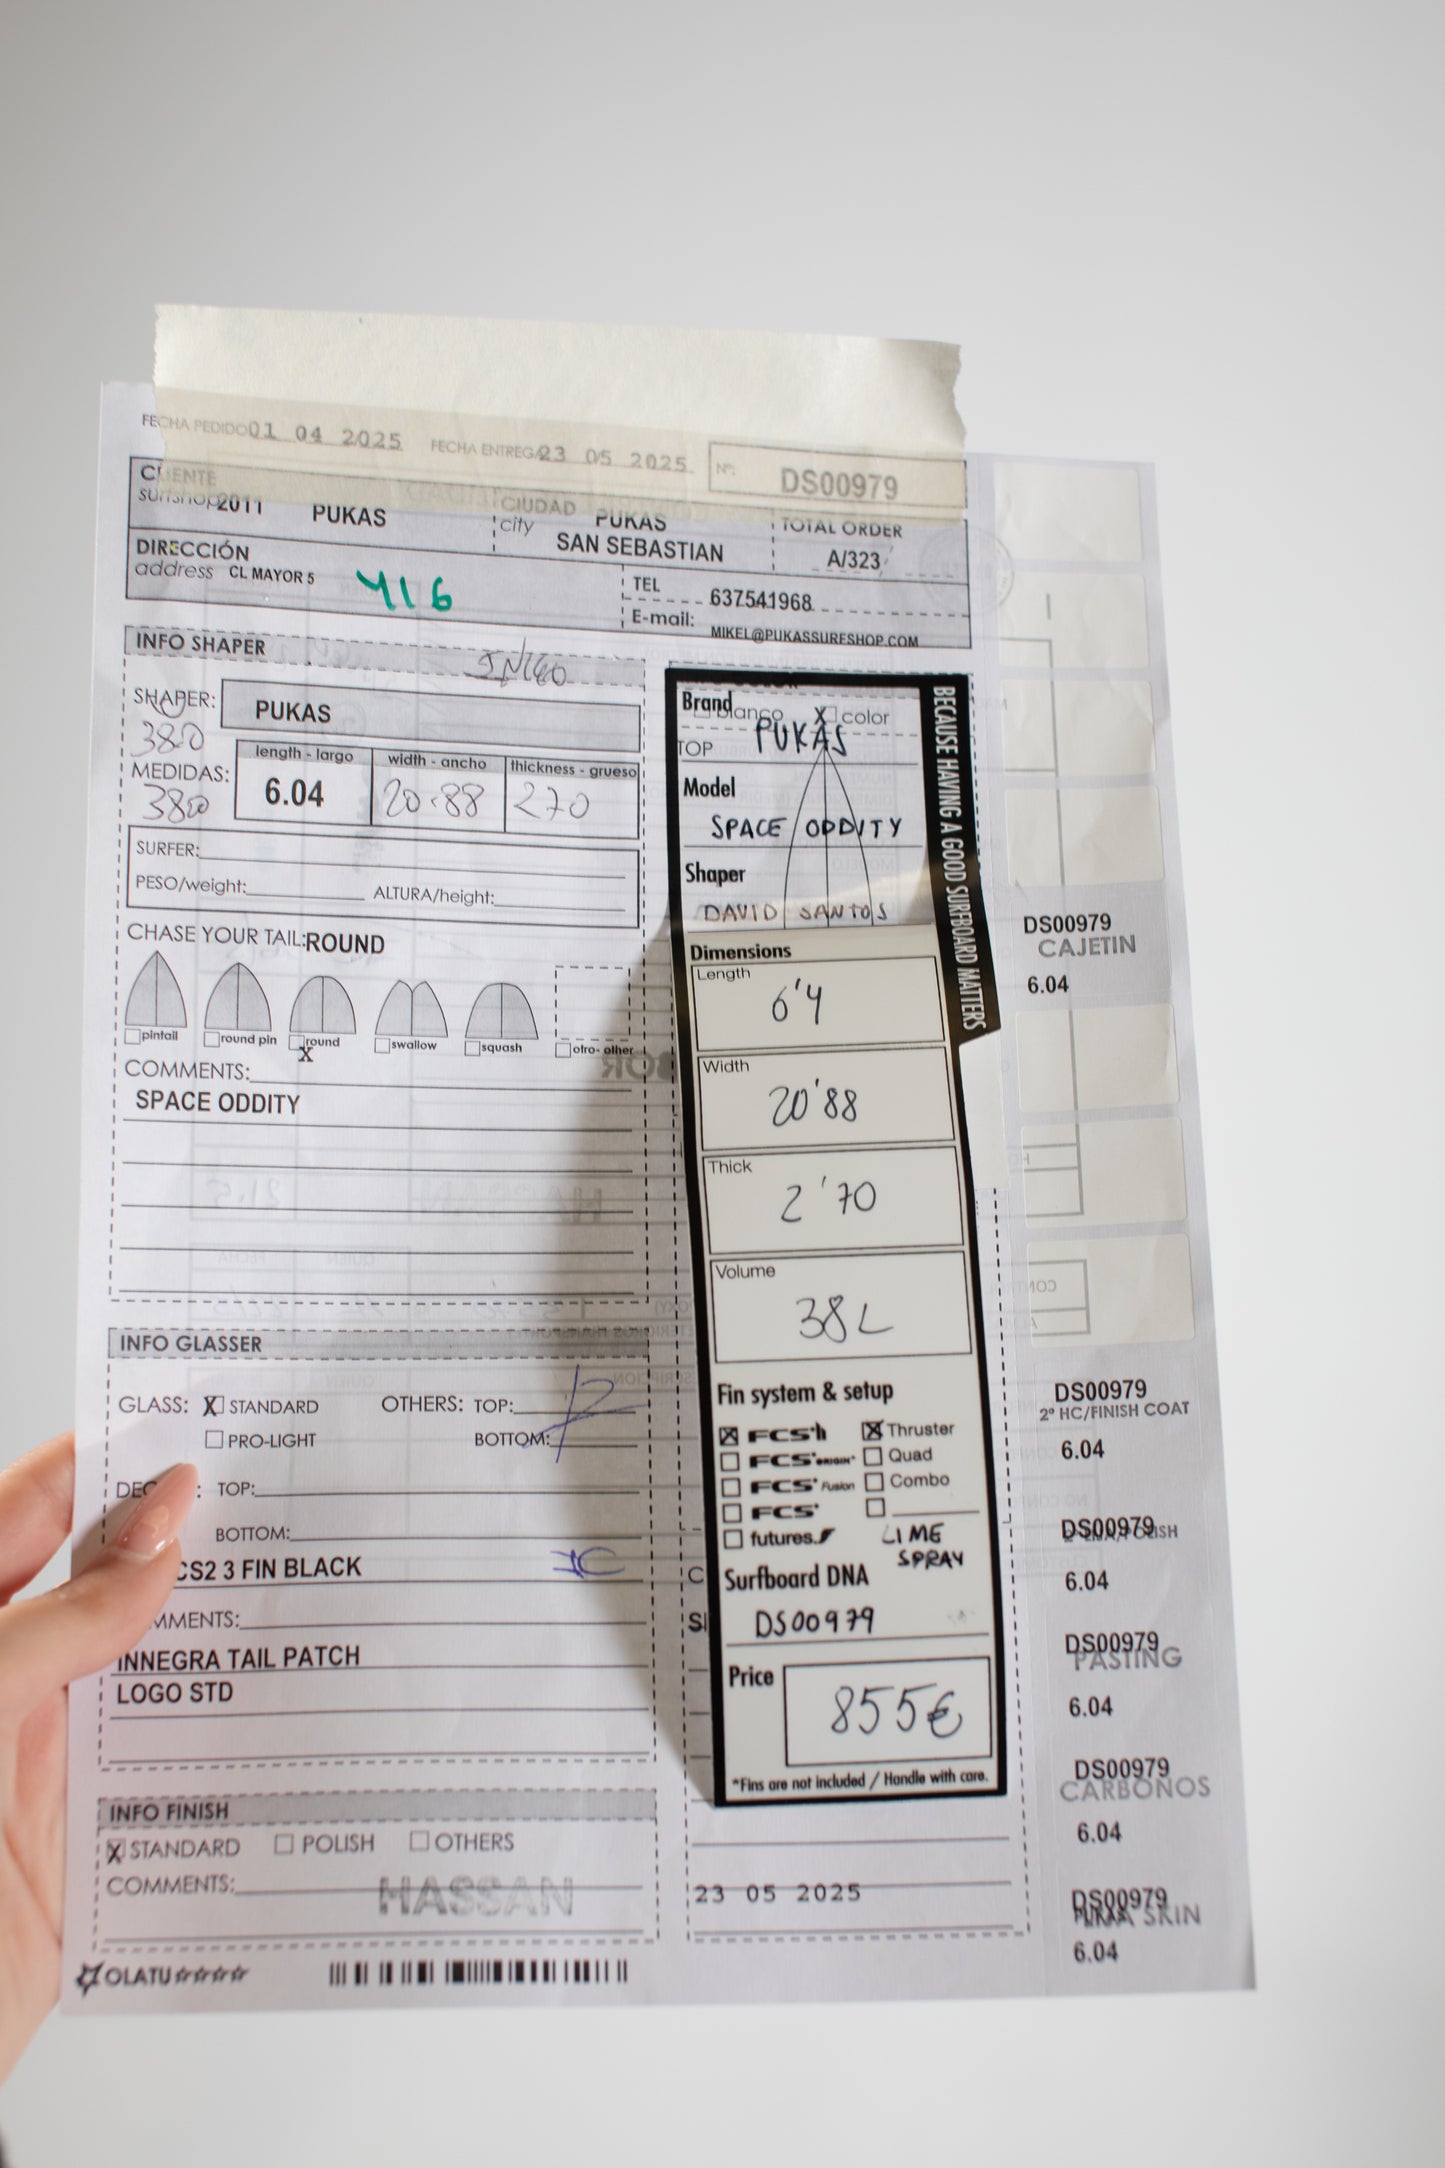 FECHA PEDIDO 01 04 2025 FECHA ENTREGA 23 05 2025 Nº: DS00979
CLIENTE
surfshop 2011 PUKAS
CIUDAD PUKAS
city SAN SEBASTIAN
TOTAL ORDER
A/323
DIRECCIÓN
address CL MAYOR 5
416
TEL 637541968
E-mail: MIKEL@PUKASSURFSHOP.COM
INFO SHAPER
SHAPER: PUKAS
380
MEDIDAS:
380
length - largo width - ancho thickness - grueso
6.04 20.88 270
SURFER:
PESO/weight: ALTURA/height:
CHASE YOUR TAIL: ROUND
pintail round pin round swallow squash otro- other
X
COMMENTS:
SPACE ODDITY
INFO GLASSER
GLASS: X STANDARD OTHERS: TOP:
PRO-LIGHT BOTTOM:
TOP:
BOTTOM:
CS2 3 FIN BLACK
MMENTS:
INNEGRA TAIL PATCH
LOGO STD
INFO FINISH
X STANDARD POLISH OTHERS
COMMENTS:
HASSAN
OLATU
Brand
blanco X color
TOP PUKAS
Model
SPACE ODDITY
Shaper
DAVID SANTOS
BECAUSE HAVING A GOOD SURFBOARD MATTERS
Dimensions
Length
6'4
Width
20'88
Thick
2'70
Volume
38L
Fin system & setup
X FCS II X Thruster
FCS ORIGIN Quad
FCS Fusion Combo
FCS
futures.
LIME
SPRAY
Surfboard DNA
DS00979
Price
855€
*Fins are not included / Handle with care.
23 05 2025
DS00979
CAJETIN
6.04
DS00979
2º HC/FINISH COAT
6.04
DS00979
6.04
DS00979
PASTING
6.04
DS00979
CARBONOS
6.04
DS00979
SKIN
6.04